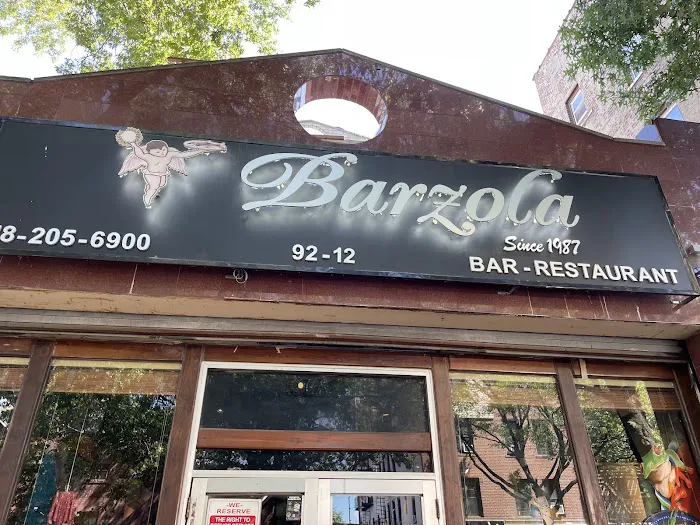 Barzola
Since 1987
8-205-6900
92-12
BAR - RESTAURANT
-WE-
RESERVE
THE RIGHT TO